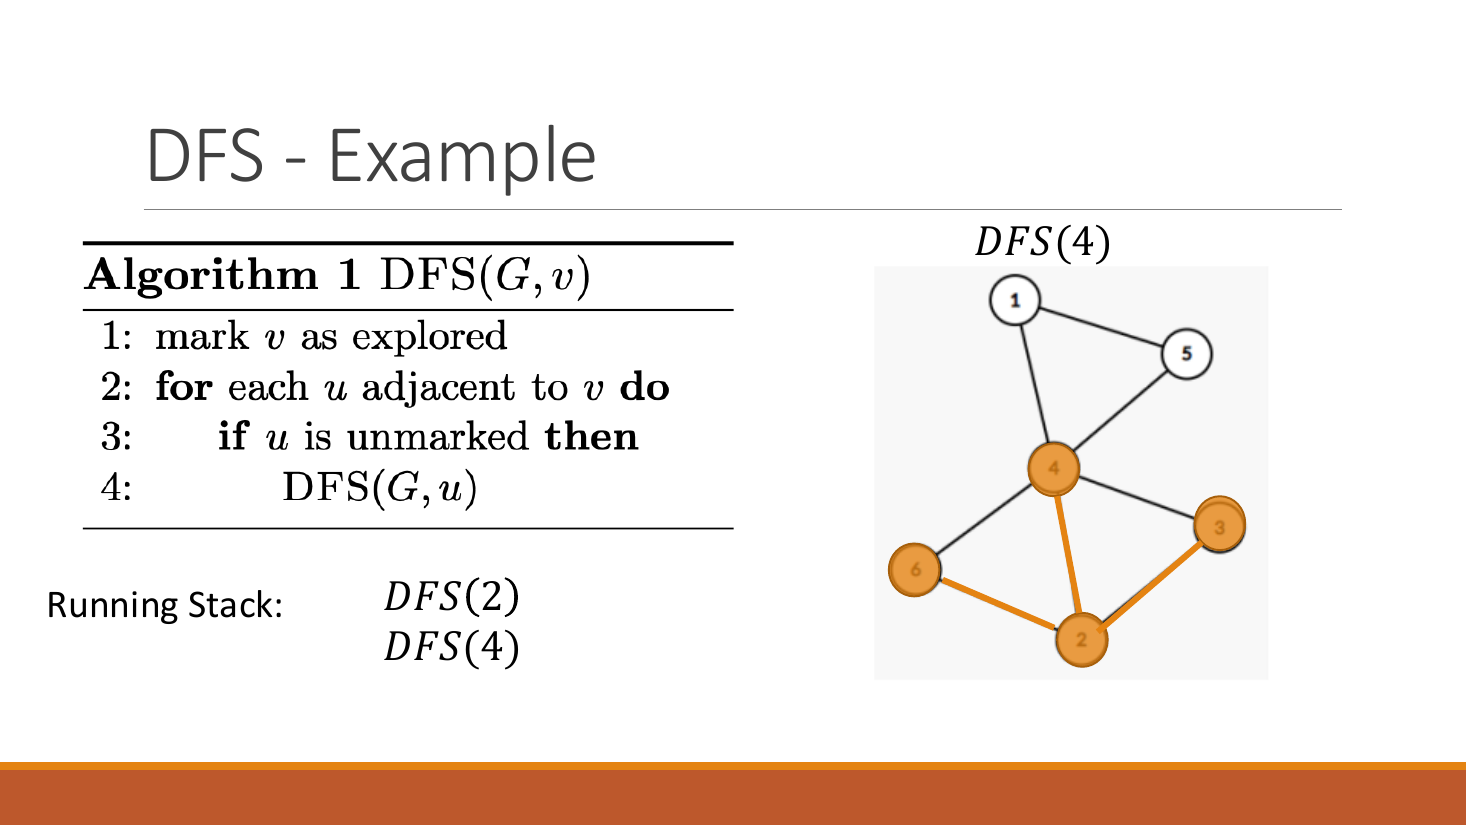 DFS - Example
Algorithm 1 DFS(G, v)
1: mark v as explored
2: for each u adjacent to v do
3: if u is unmarked then
4: DFS(G, u)
Running Stack:
DFS(2)
DFS(4)
DFS(4)
1
5
4
3
6
2